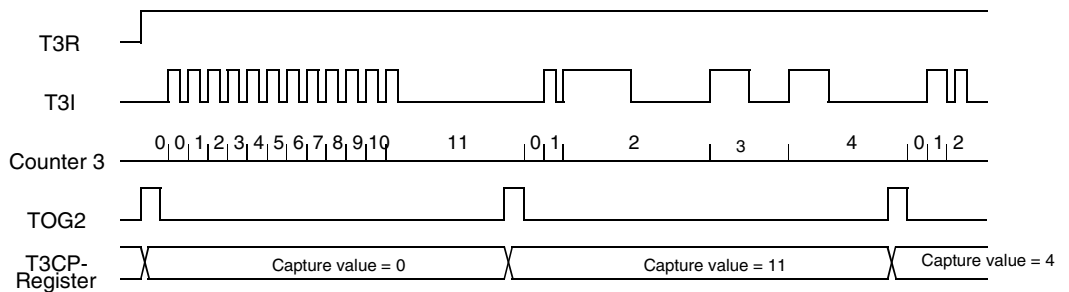 T3R
T3I
Counter 3 0 0 1 2 3 4 5 6 7 8 9 10 11 0 1 2 3 4 0 1 2
TOG2
T3CP-
Register Capture value = 0 Capture value = 11 Capture value = 4